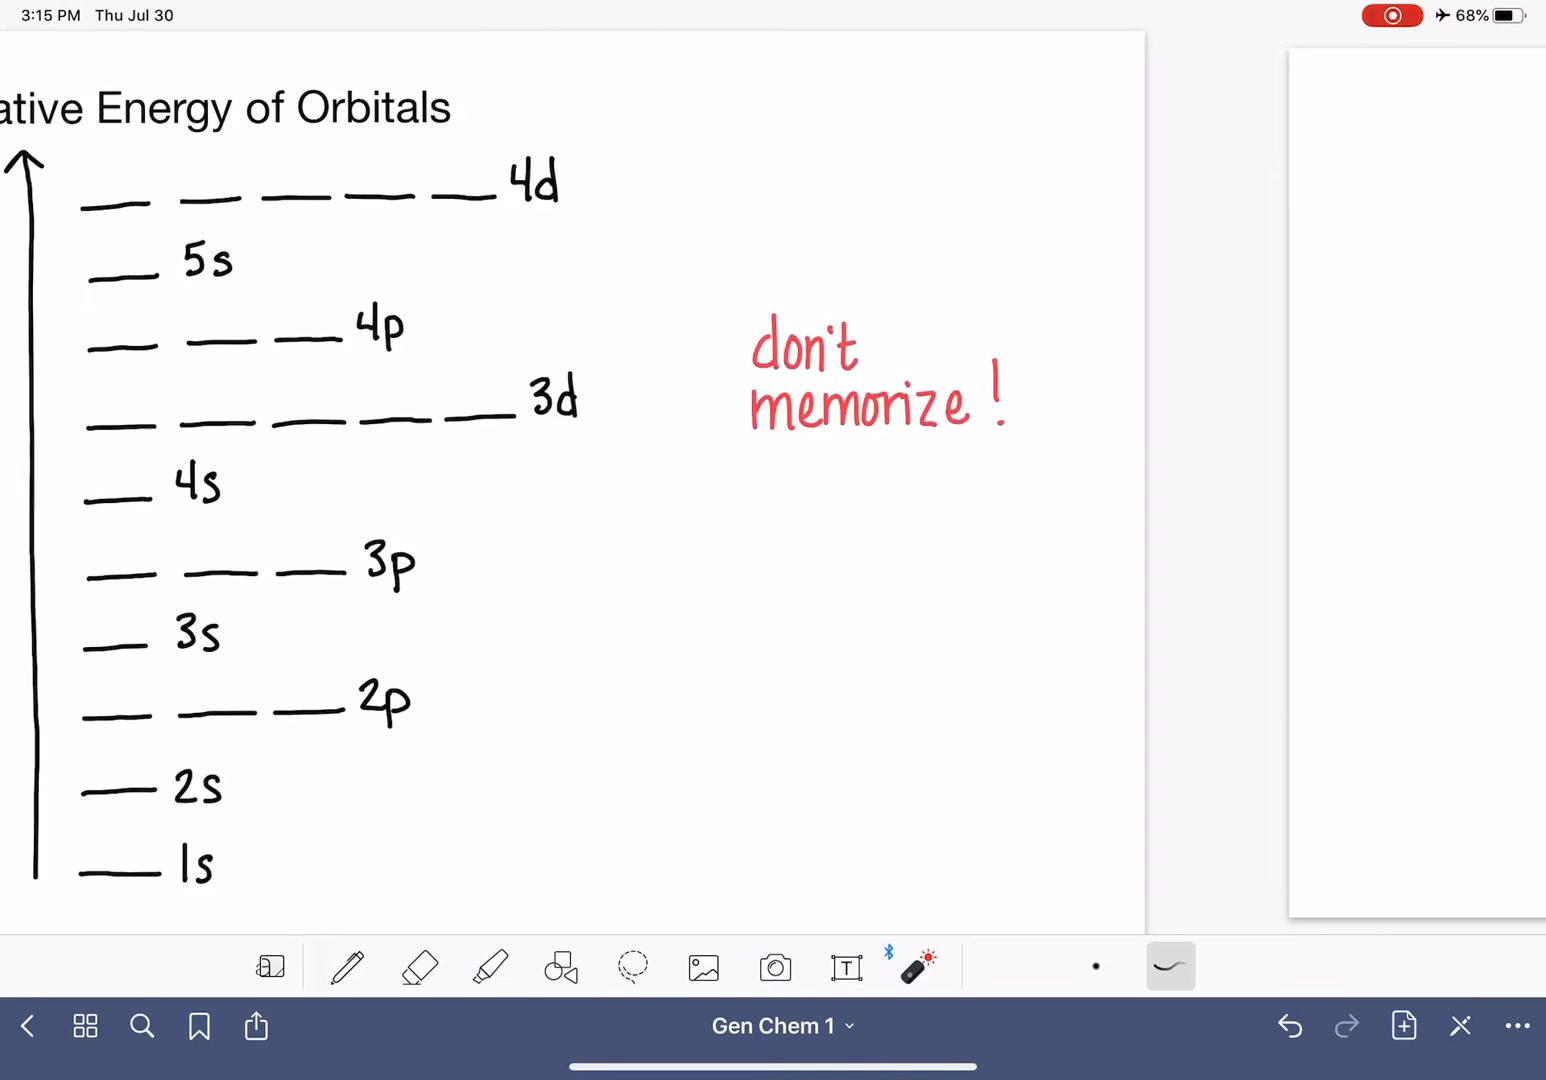 3:15 PM Thu Jul 30
68%
ative Energy of Orbitals
4d
5s
4p
3d
don't
memorize!
4s
3p
3s
2p
2s
1s
T
Gen Chem 1